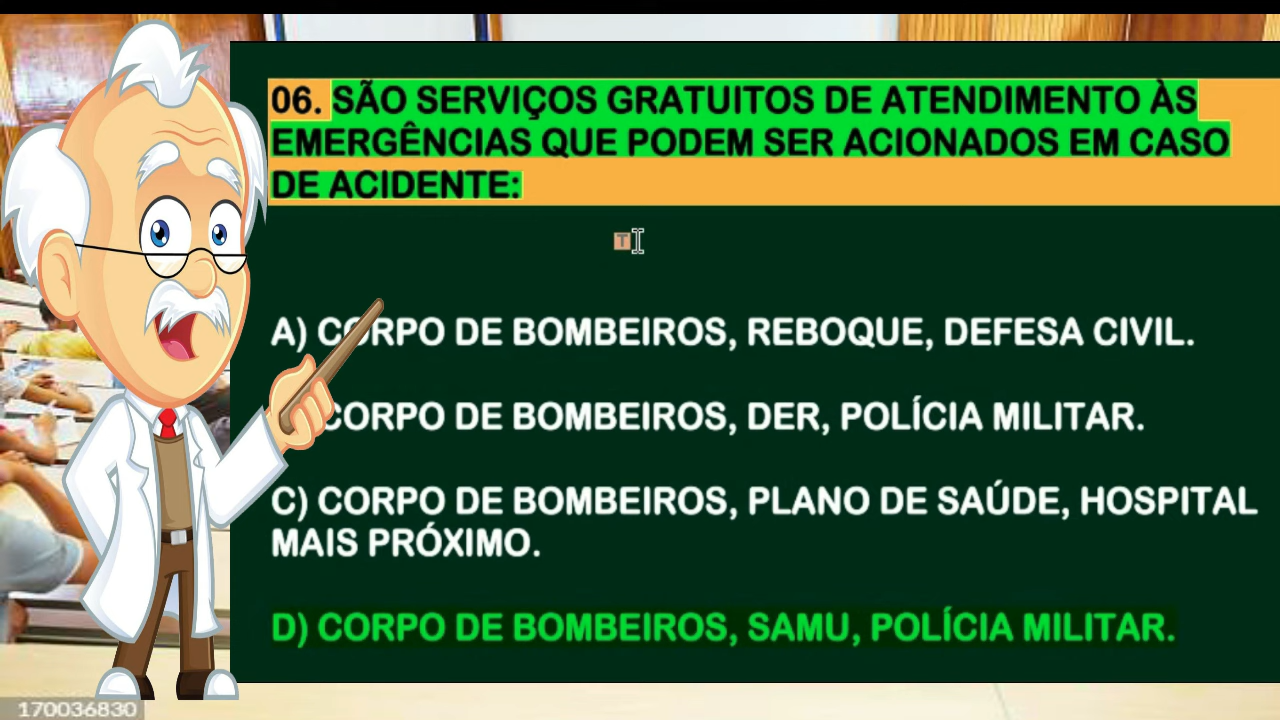 06. SÃO SERVIÇOS GRATUITOS DE ATENDIMENTO ÀS
EMERGÊNCIAS QUE PODEM SER ACIONADOS EM CASO
DE ACIDENTE:
T
A) CORPO DE BOMBEIROS, REBOQUE, DEFESA CIVIL.
CORPO DE BOMBEIROS, DER, POLÍCIA MILITAR.
C) CORPO DE BOMBEIROS, PLANO DE SAÚDE, HOSPITAL
MAIS PRÓXIMO.
D) CORPO DE BOMBEIROS, SAMU, POLÍCIA MILITAR.
170036830